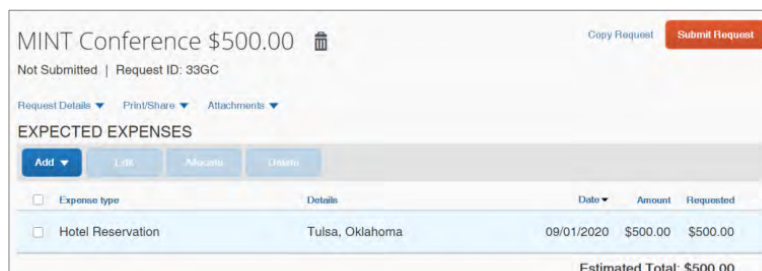 MINT Conference $500.00
Copy Request
Submit Request
Not Submitted | Request ID: 33GC
Request Details
Print/Share
Attachments
EXPECTED EXPENSES
Add
Edit
Allocate
Delete
Expense type Details Date Amount Requested
Hotel Reservation Tulsa, Oklahoma 09/01/2020 $500.00 $500.00
Estimated Total: $500.00